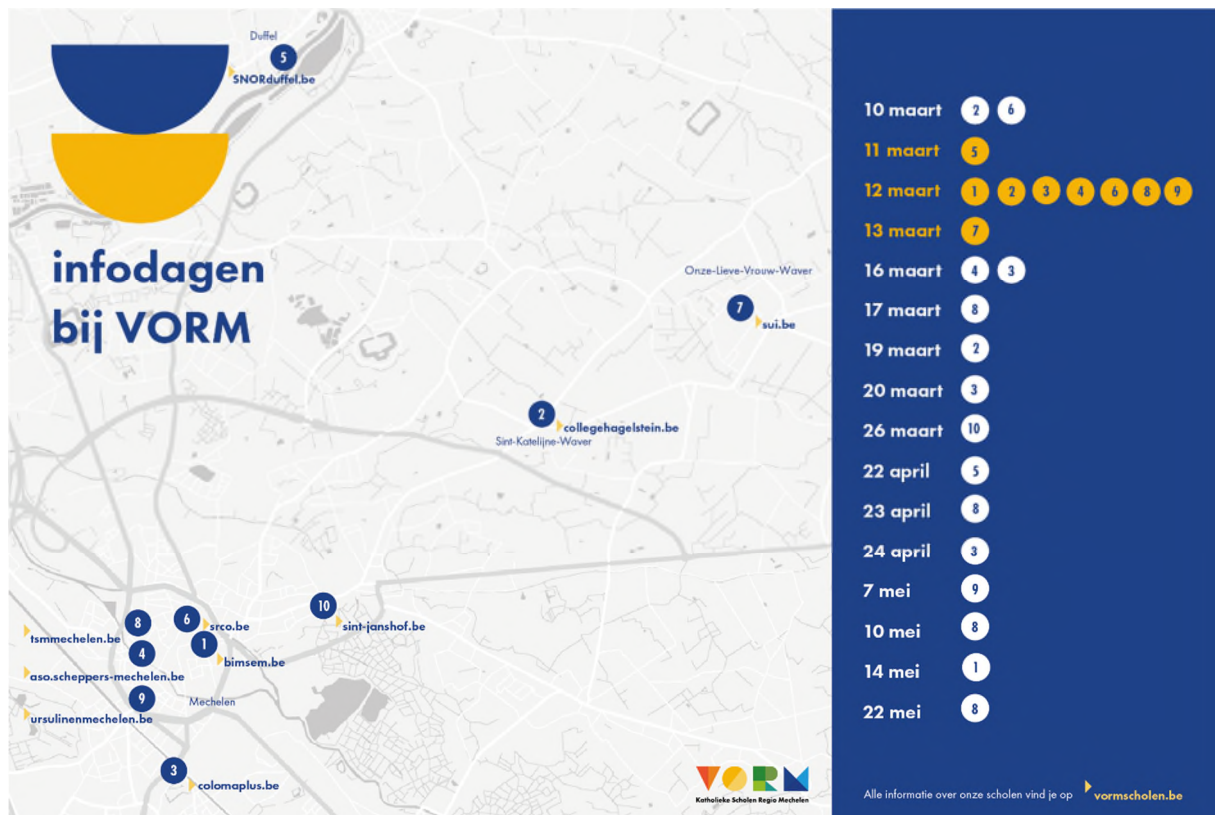 Duffel
5
SNORduffel.be
infodagen
bij VORM
Onze-Lieve-Vrouw-Waver
7
sui.be
2
collegehagelstein.be
Sint-Katelijne-Waver
10
sint-janshof.be
6
srco.be
8
tsmmechelen.be
1
bimsem.be
4
aso.scheppers-mechelen.be
9
Mechelen
ursulinenmechelen.be
3
colomaplus.be
VORM
Katholieke Scholen Regio Mechelen
10 maart 2 6
11 maart 5
12 maart 1 2 3 4 6 8 9
13 maart 7
16 maart 4 3
17 maart 8
19 maart 2
20 maart 3
26 maart 10
22 april 5
23 april 8
24 april 3
7 mei 9
10 mei 8
14 mei 1
22 mei 8
Alle informatie over onze scholen vind je op vormscholen.be